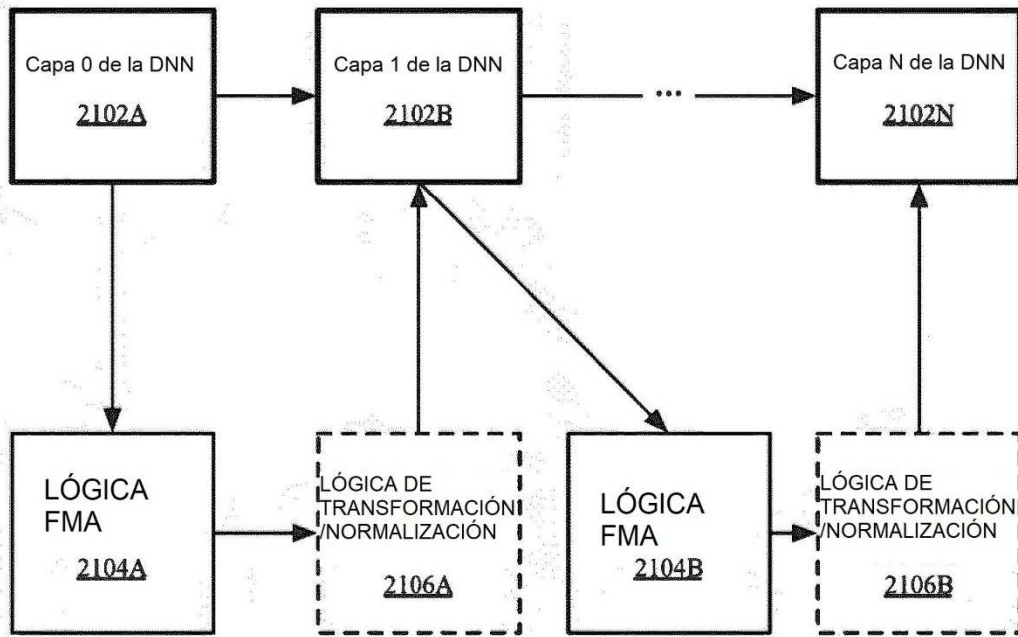 Capa 0 de la DNN
2102A
Capa 1 de la DNN
2102B
...
Capa N de la DNN
2102N
LÓGICA
FMA
2104A
LÓGICA DE
TRANSFORMACIÓN
/NORMALIZACIÓN
2106A
LÓGICA
FMA
2104B
LÓGICA DE
TRANSFORMACIÓN
/NORMALIZACIÓN
2106B